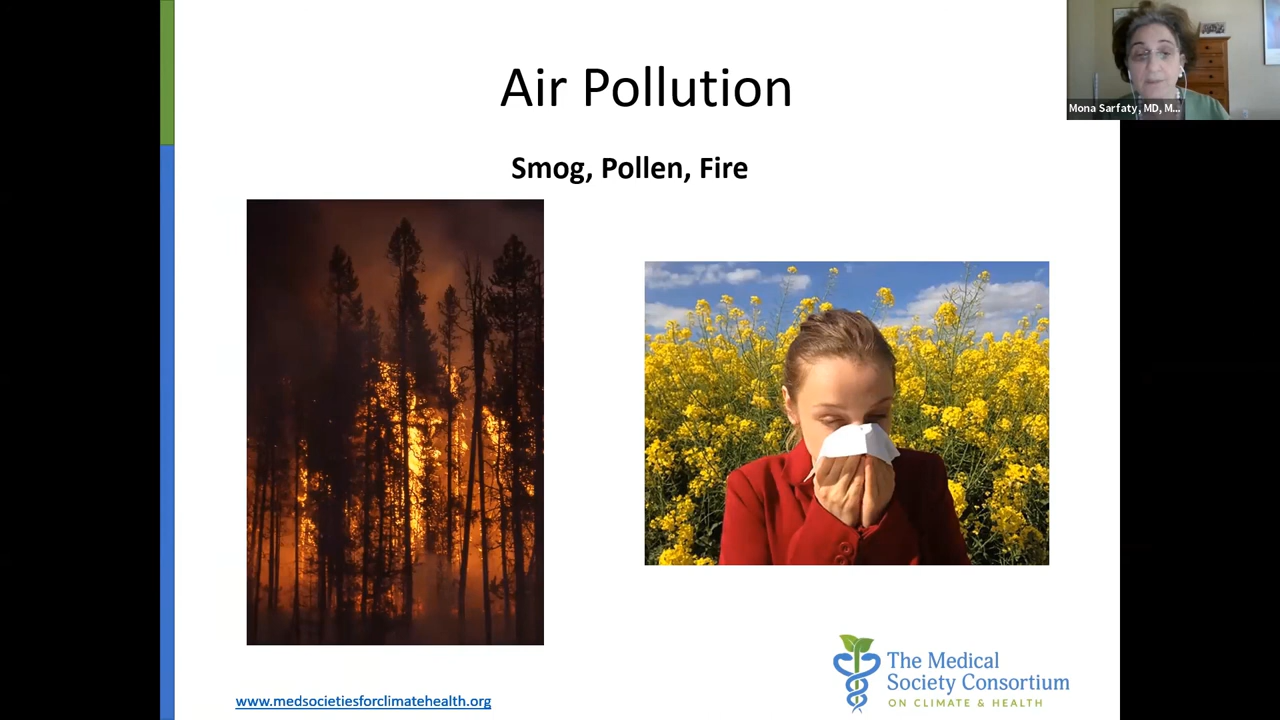 Air Pollution
Mona Sarfaty, MD, M...
Smog, Pollen, Fire
The Medical
Society Consortium
ON CLIMATE & HEALTH
www.medsocietiesforclimatehealth.org